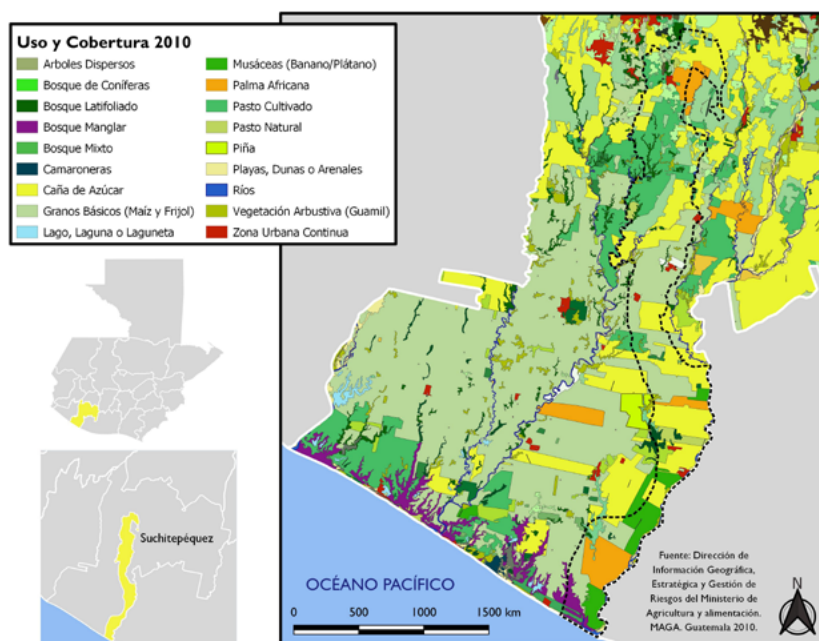 Uso y Cobertura 2010
Arboles Dispersos
Bosque de Coníferas
Bosque Latifoliado
Bosque Manglar
Bosque Mixto
Camaroneras
Caña de Azúcar
Granos Básicos (Maíz y Frijol)
Lago, Laguna o Laguneta
Musáceas (Banano/Plátano)
Palma Africana
Pasto Cultivado
Pasto Natural
Piña
Playas, Dunas o Arenales
Ríos
Vegetación Arbustiva (Guamil)
Zona Urbana Continua
Suchitepéquez
OCÉANO PACÍFICO
0 500 1000 1500 km
Fuente: Dirección de
Información Geográfica,
Estratégica y Gestión de
Riesgos del Ministerio de
Agricultura y alimentación.
MAGA. Guatemala 2010.
N